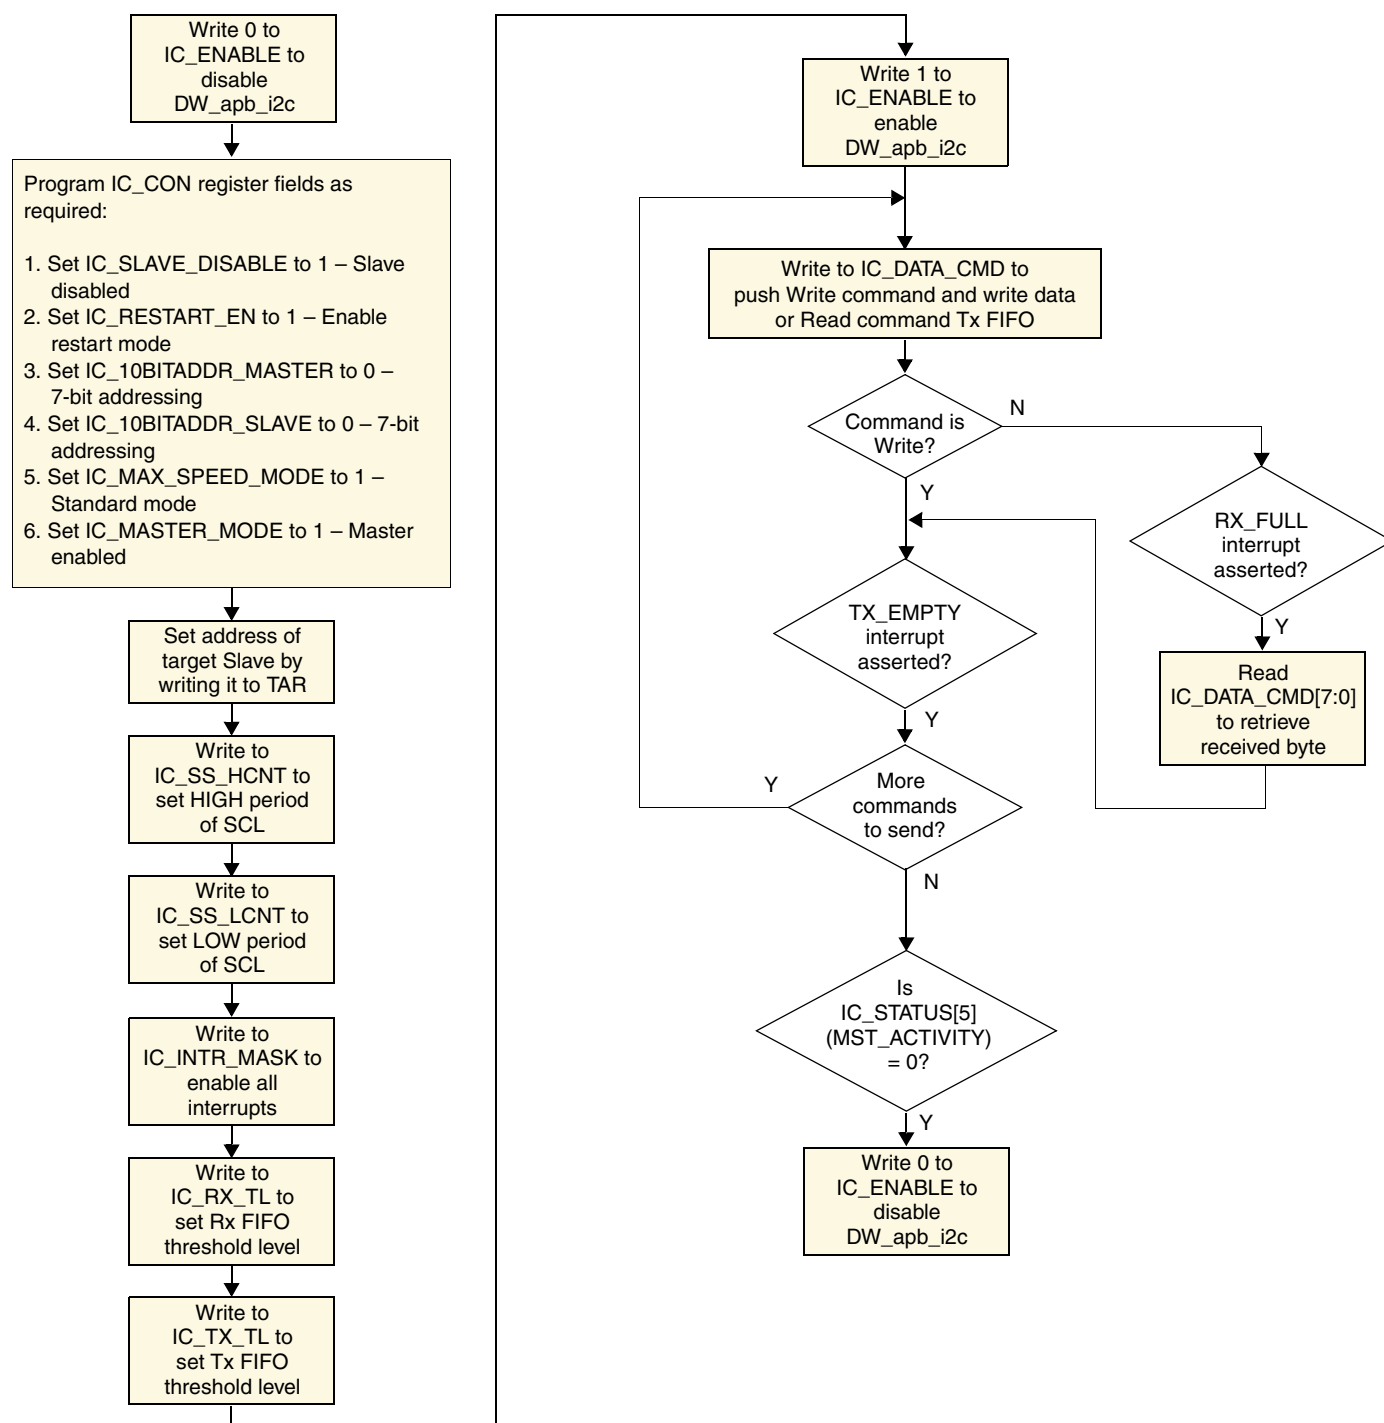 Write 0 to
IC_ENABLE to
disable
DW_apb_i2c
Program IC_CON register fields as
required:
1. Set IC_SLAVE_DISABLE to 1 – Slave
disabled
2. Set IC_RESTART_EN to 1 – Enable
restart mode
3. Set IC_10BITADDR_MASTER to 0 –
7-bit addressing
4. Set IC_10BITADDR_SLAVE to 0 – 7-bit
addressing
5. Set IC_MAX_SPEED_MODE to 1 –
Standard mode
6. Set IC_MASTER_MODE to 1 – Master
enabled
Set address of
target Slave by
writing it to TAR
Write to
IC_SS_HCNT to
set HIGH period
of SCL
Write to
IC_SS_LCNT to
set LOW period
of SCL
Write to
IC_INTR_MASK to
enable all
interrupts
Write to
IC_RX_TL to
set Rx FIFO
threshold level
Write to
IC_TX_TL to
set Tx FIFO
threshold level
Write 1 to
IC_ENABLE to
enable
DW_apb_i2c
Write to IC_DATA_CMD to
push Write command and write data
or Read command Tx FIFO
Command is
Write?
N
Y
RX_FULL
interrupt
asserted?
Y
Read
IC_DATA_CMD[7:0]
to retrieve
received byte
TX_EMPTY
interrupt
asserted?
Y
More
commands
to send?
Y
N
Is
IC_STATUS[5]
(MST_ACTIVITY)
= 0?
Y
Write 0 to
IC_ENABLE to
disable
DW_apb_i2c